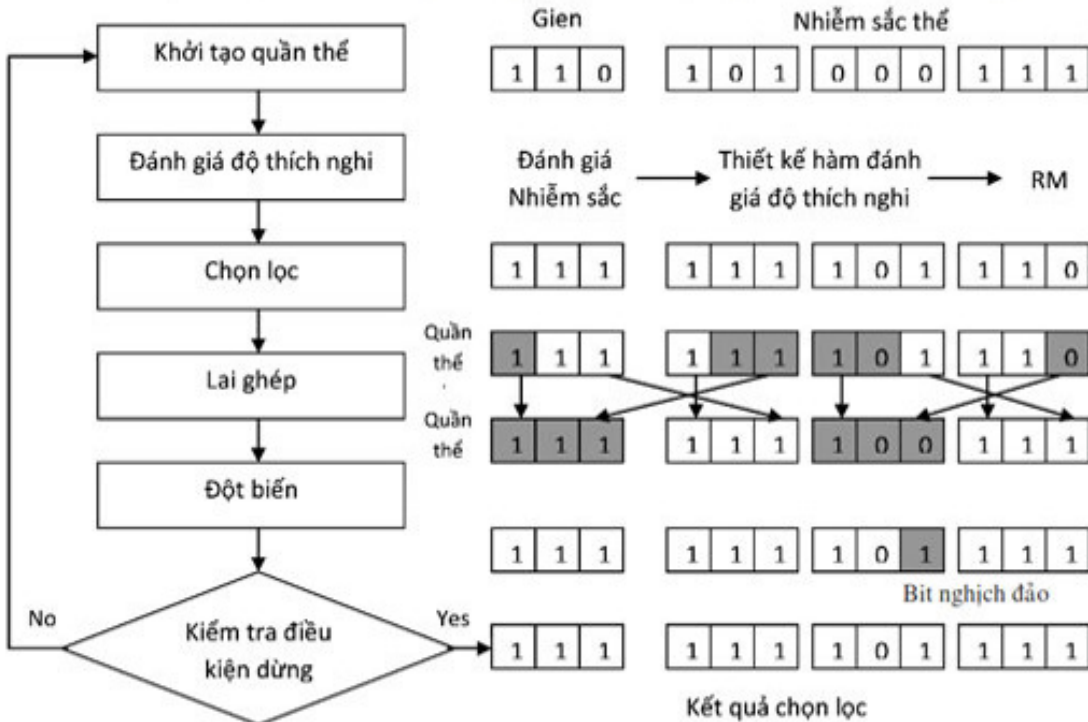 Gien
Nhiễm sắc thể
Khởi tạo quần thể
1 1 0 1 0 1 0 0 0 1 1 1
Đánh giá độ thích nghi
Đánh giá
Nhiễm sắc
Thiết kế hàm đánh
giá độ thích nghi
RM
Chọn lọc
1 1 1 1 1 1 1 0 1 1 1 0
Quần
thể
1 1 1 1 1 1 1 0 1 1 1 0
Lai ghép
Quần
thể
1 1 1 1 1 1 1 0 0 1 1 1
Đột biến
1 1 1 1 1 1 1 0 1 1 1 1
Bit nghịch đảo
No
Kiểm tra điều
kiện dừng
Yes
1 1 1 1 1 1 1 0 1 1 1 1
Kết quả chọn lọc